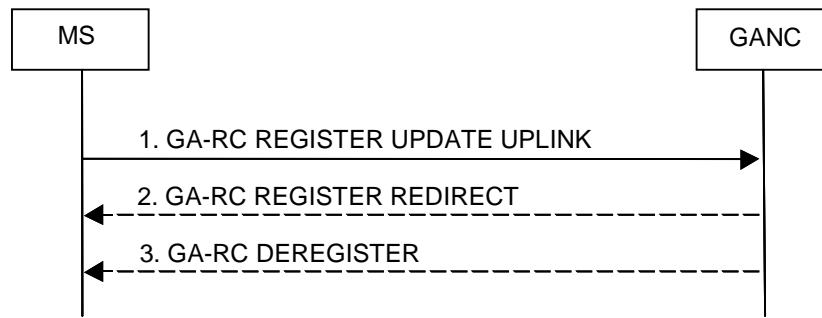 MS
GANC
1. GA-RC REGISTER UPDATE UPLINK
2. GA-RC REGISTER REDIRECT
3. GA-RC DEREGISTER